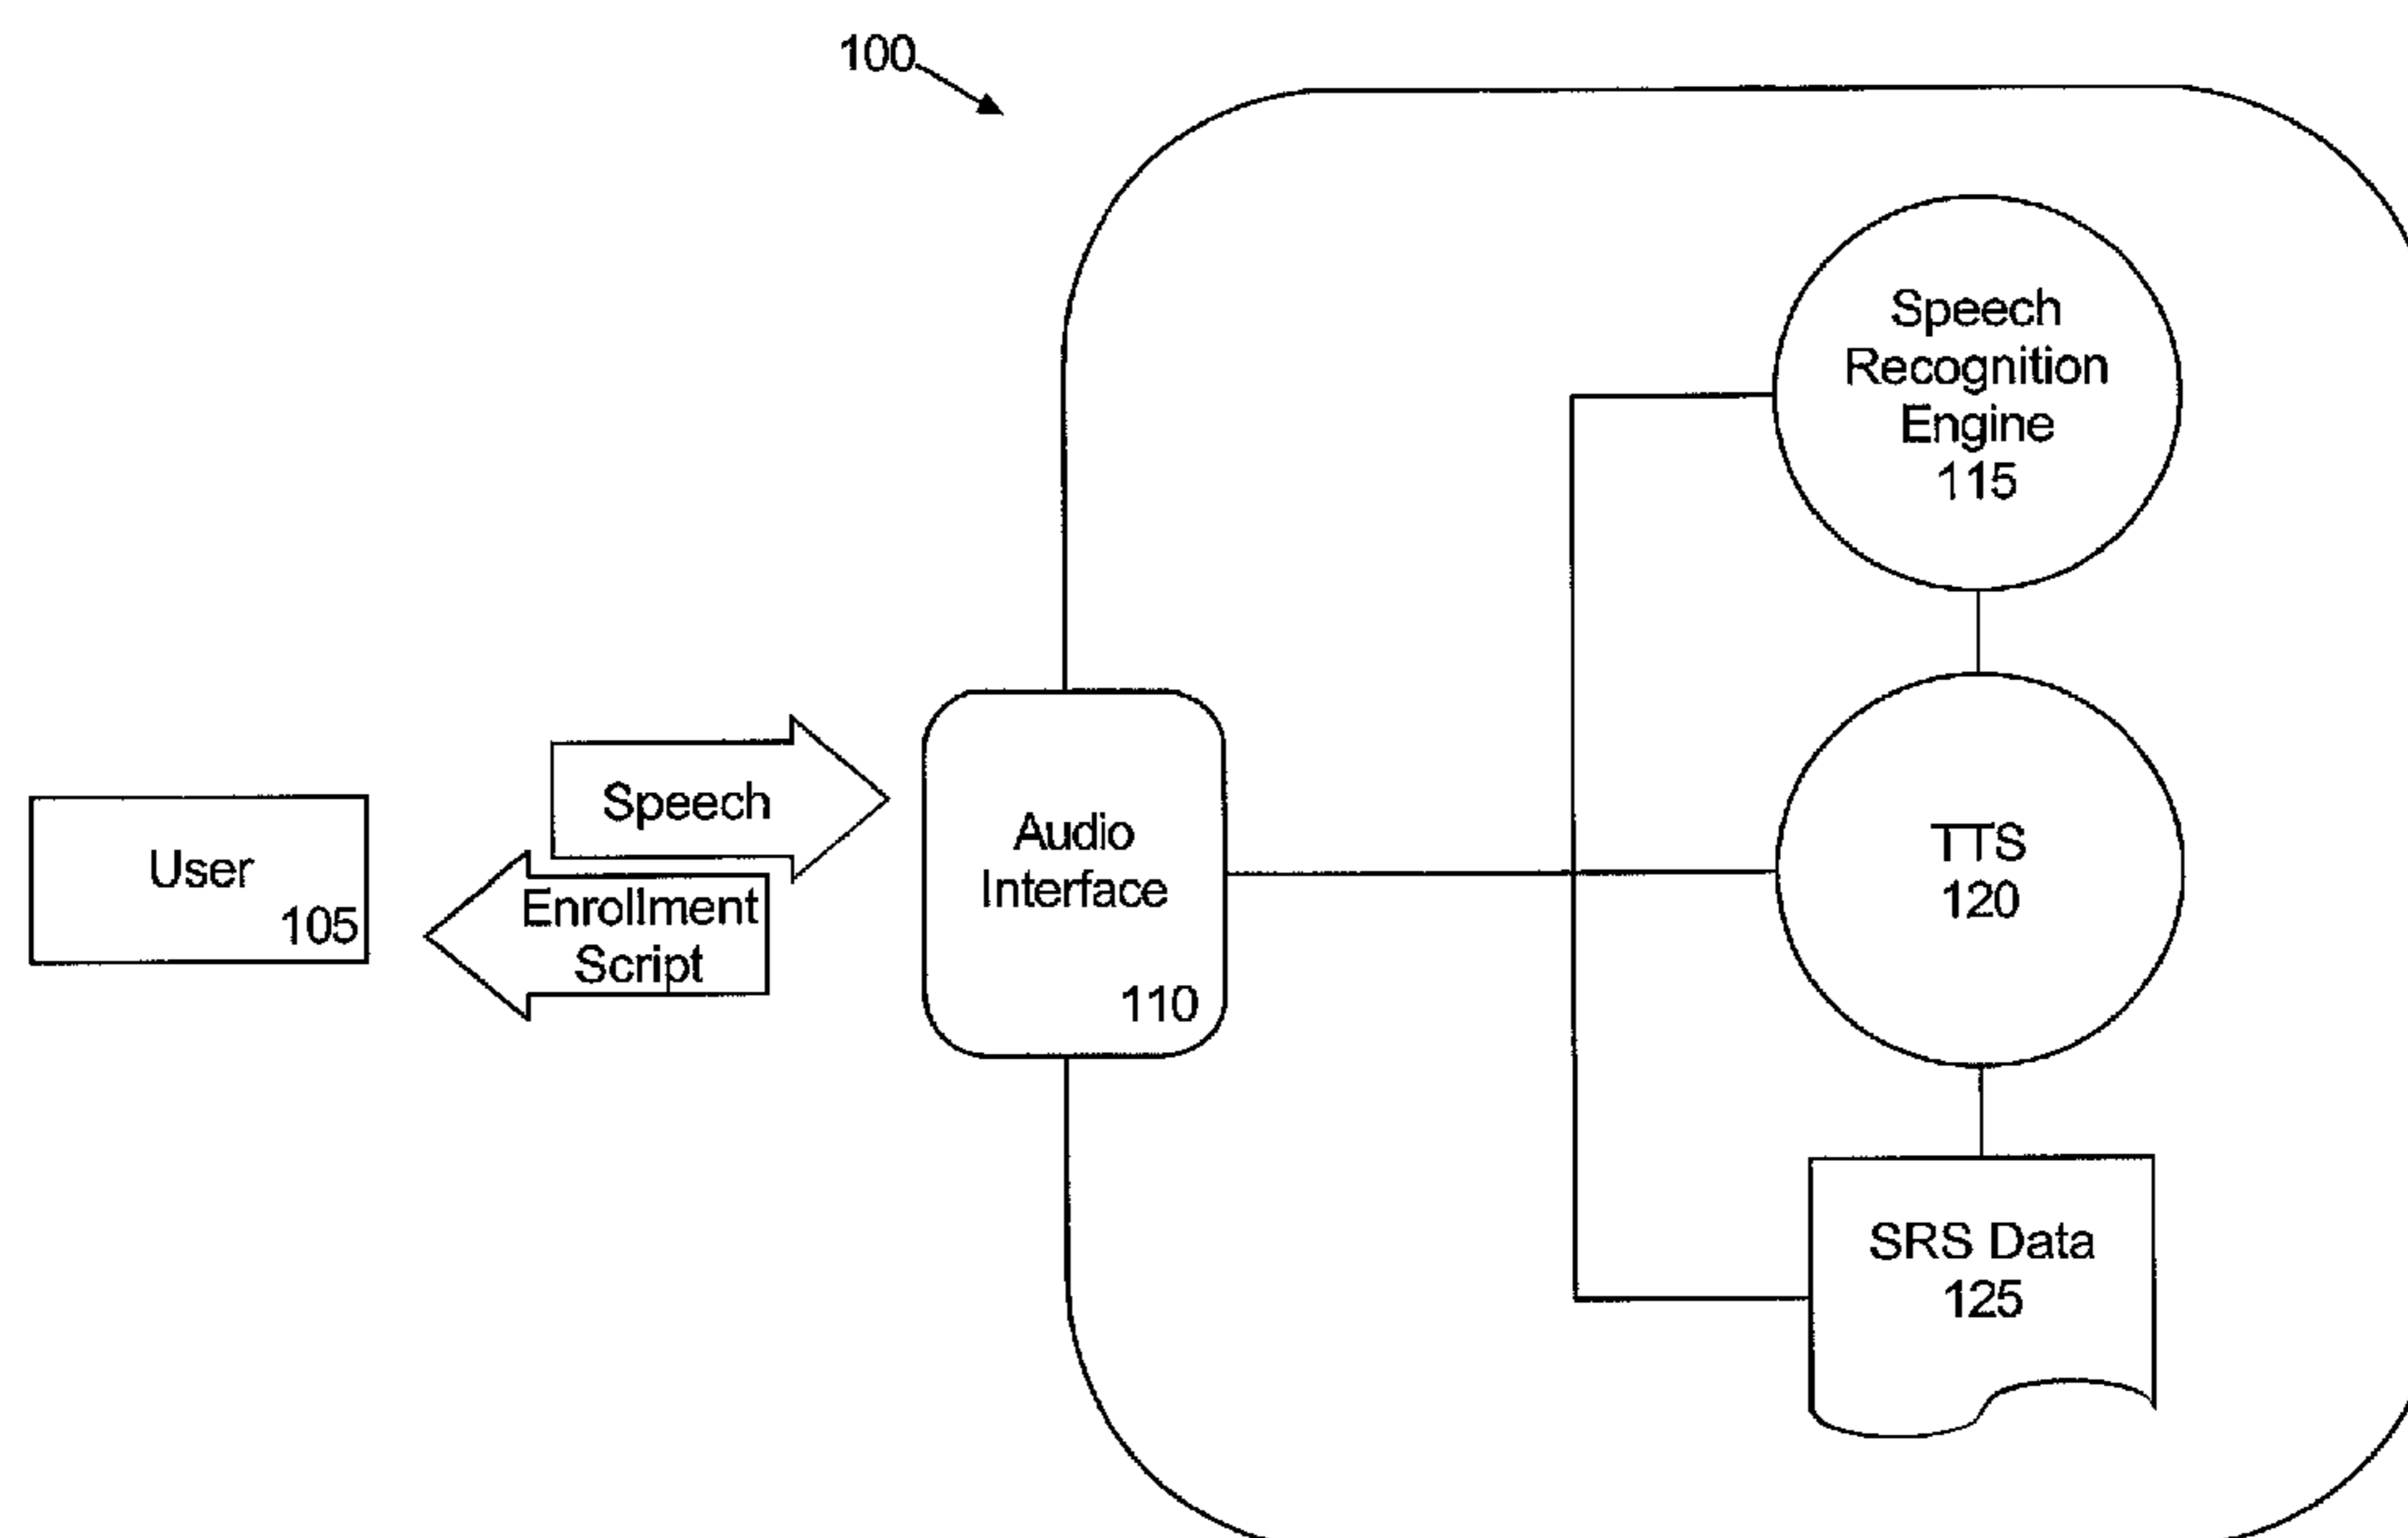 100
Speech
Recognition
Engine
115
Speech
User
105
Enrollment
Script
Audio
Interface
110
TTS
120
SRS Data
125